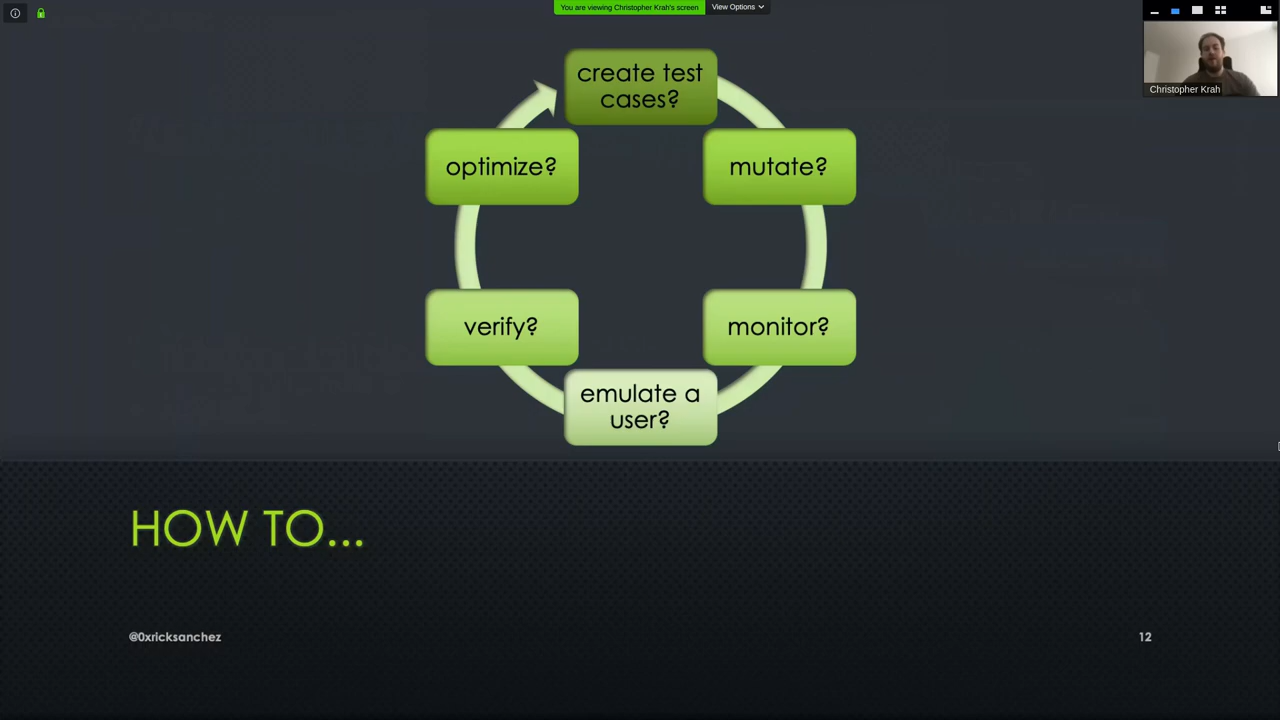 You are viewing Christopher Krah's screen
View Options
Christopher Krah
create test
cases?
optimize?
mutate?
verify?
monitor?
emulate a
user?
HOW TO...
@0xricksanchez
12